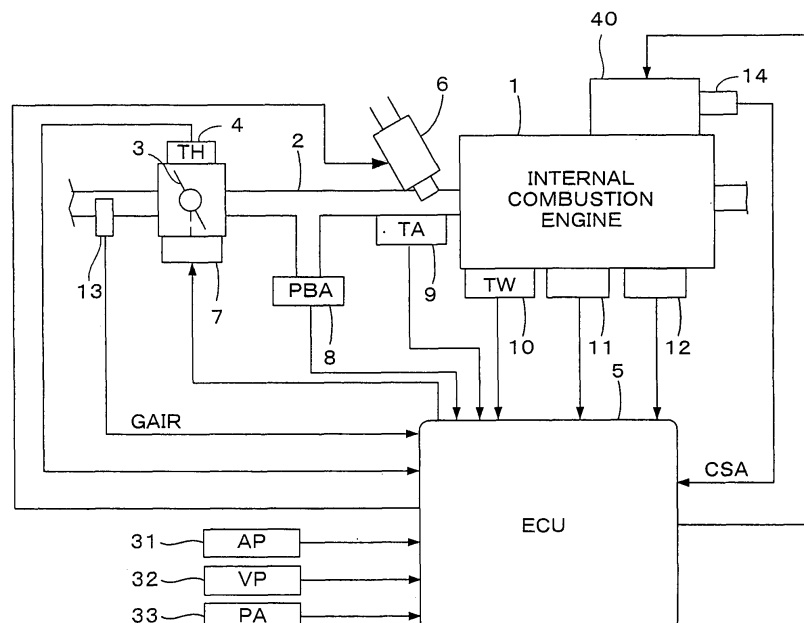 40
14
6
1
4
TH
3
2
INTERNAL
COMBUSTION
ENGINE
TA
13
7
PBA
9
TW
8
10
11
12
5
GAIR
CSA
ECU
31
AP
32
VP
33
PA